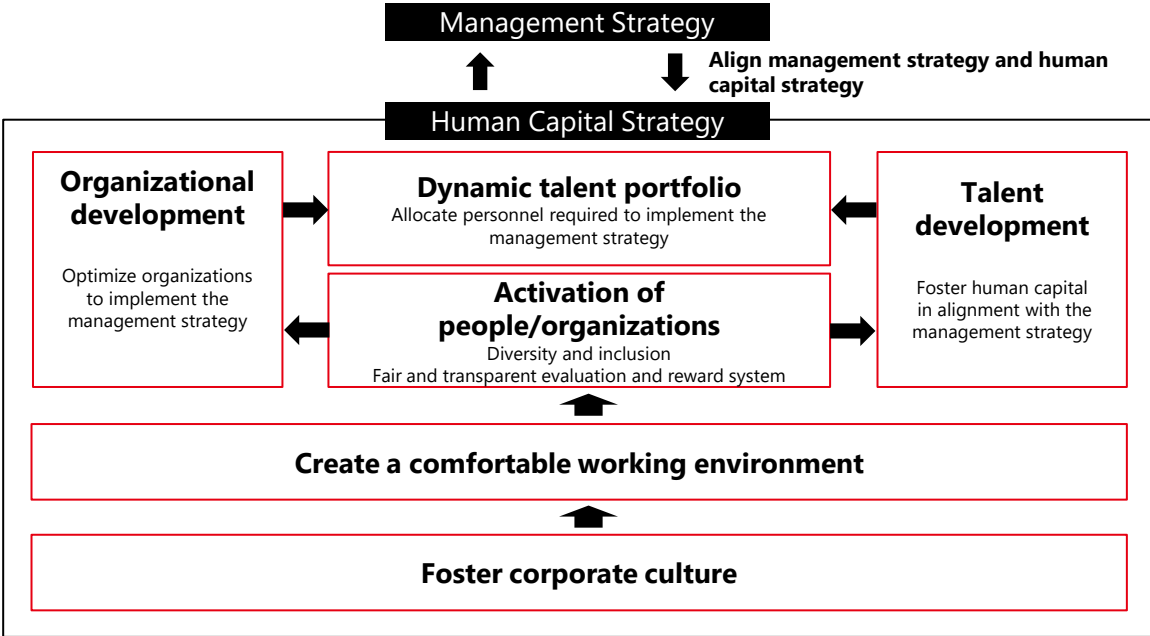 Management Strategy
Align management strategy and human
capital strategy
Human Capital Strategy
Organizational
development
Optimize organizations
to implement the
management strategy
Dynamic talent portfolio
Allocate personnel required to implement the
management strategy
Activation of
people/organizations
Diversity and inclusion
Fair and transparent evaluation and reward system
Talent
development
Foster human capital
in alignment with the
management strategy
Create a comfortable working environment
Foster corporate culture